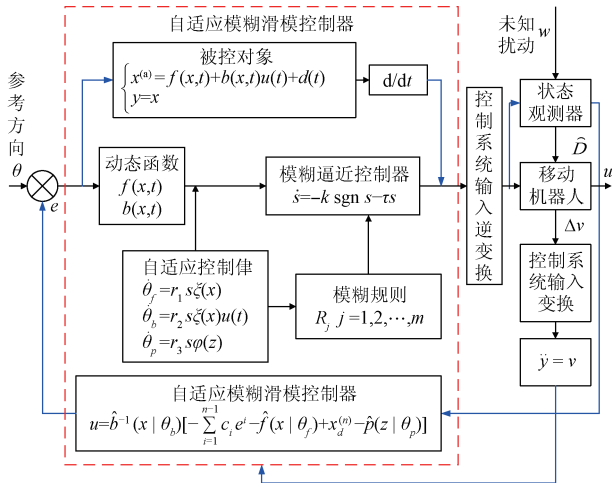 自适应模糊滑模控制器
参考方向
θ
e
被控对象
x^(a)=f(x,t)+b(x,t)u(t)+d(t)
y=x
d/dt
动态函数
f(x,t)
b(x,t)
模糊逼近控制器
ṡ=-k sgn s-τs
自适应控制律
θ̇_f=r_1 sξ(x)
θ̇_b=r_2 sξ(x)u(t)
θ̇_p=r_3 sφ(z)
模糊规则
R_j j=1,2,⋯,m
自适应模糊滑模控制器
u=b̂^-1(x|θ_b)[-∑_{i=1}^{n-1} c_i e^i-f̂(x|θ_f)+x_d^(n)-p̂(z|θ_p)]
控制系统输入逆变换
未知
扰动
w
状态
观测器
D̂
移动
机器人
u
Δv
控制系
统输入
变换
ÿ=v